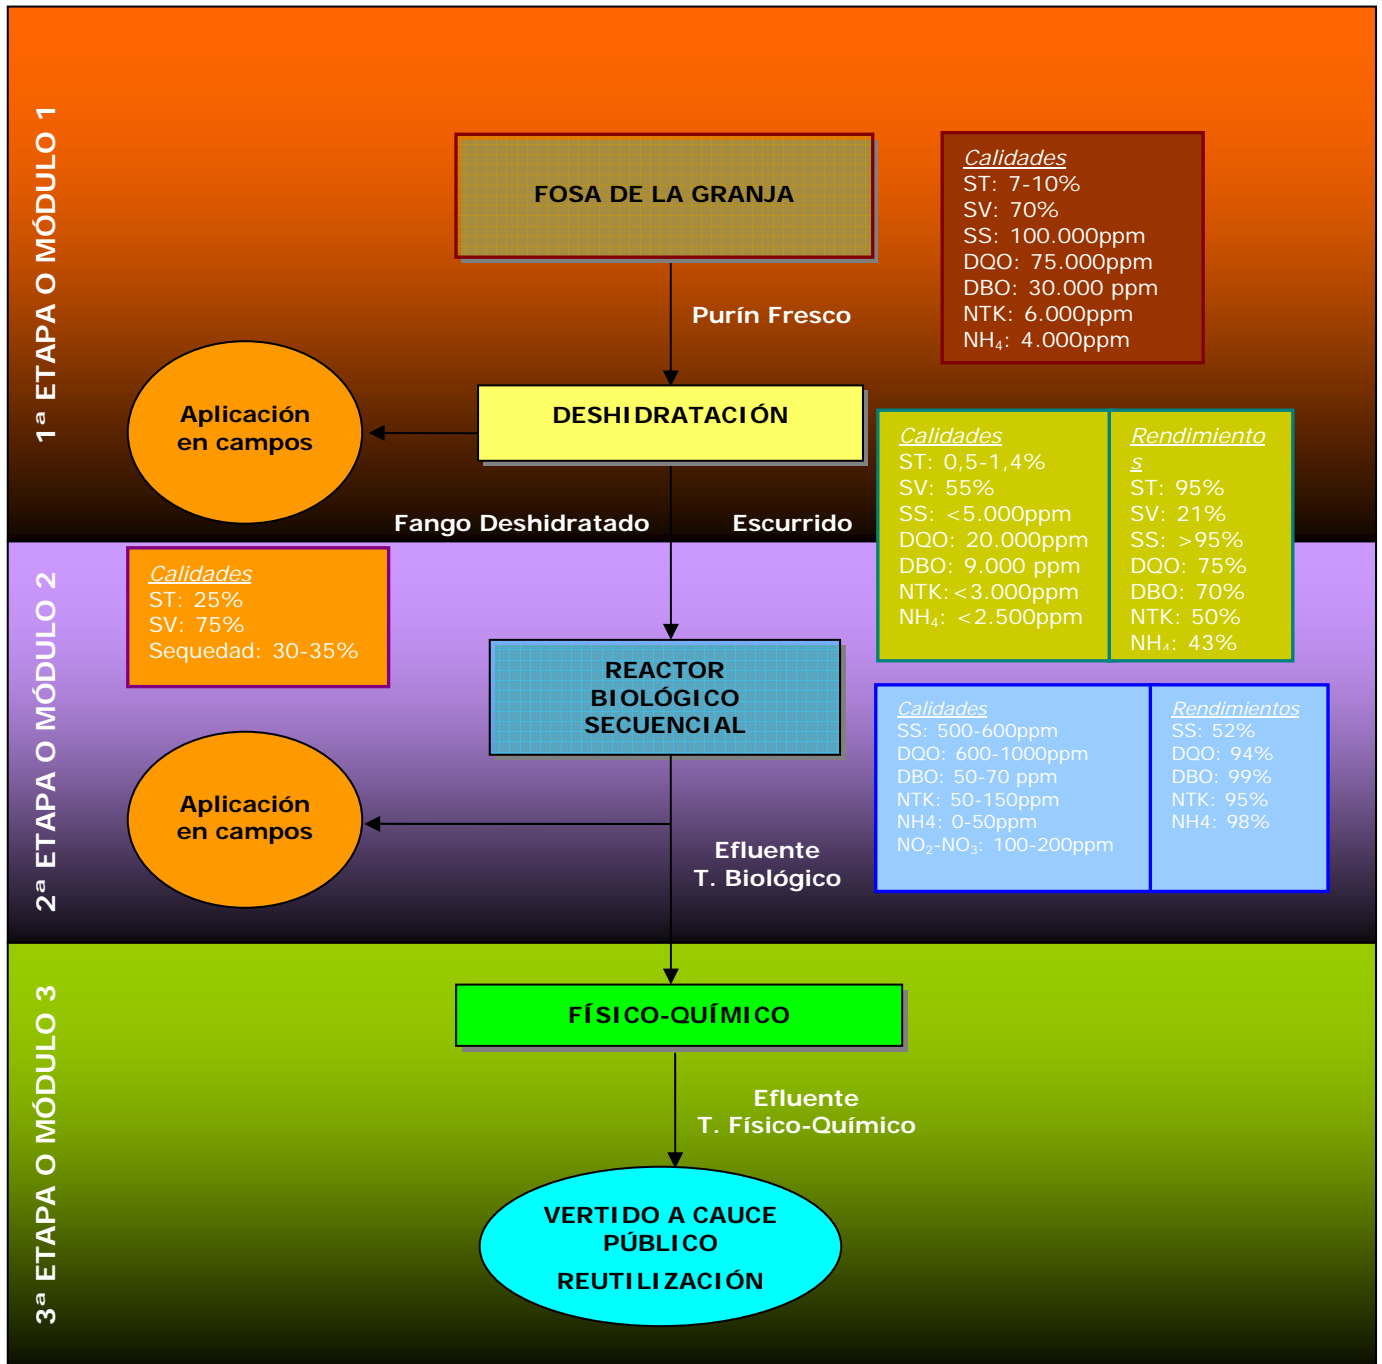 1ª ETAPA O MÓDULO 1
FOSA DE LA GRANJA
Calidades
ST: 7-10%
SV: 70%
SS: 100.000ppm
DQO: 75.000ppm
DBO: 30.000 ppm
NTK: 6.000ppm
NH₄: 4.000ppm
Purín Fresco
Aplicación
en campos
DESHIDRATACIÓN
Calidades
ST: 0,5-1,4%
SV: 55%
SS: <5.000ppm
DQO: 20.000ppm
DBO: 9.000 ppm
NTK: <3.000ppm
NH₄: <2.500ppm
Rendimiento
s
ST: 95%
SV: 21%
SS: >95%
DQO: 75%
DBO: 70%
NTK: 50%
NH₄: 43%
Fango Deshidratado
Escurrido
2ª ETAPA O MÓDULO 2
Calidades
ST: 25%
SV: 75%
Sequedad: 30-35%
REACTOR
BIOLÓGICO
SECUENCIAL
Calidades
SS: 500-600ppm
DQO: 600-1000ppm
DBO: 50-70 ppm
NTK: 50-150ppm
NH4: 0-50ppm
NO₂-NO₃: 100-200ppm
Rendimientos
SS: 52%
DQO: 94%
DBO: 99%
NTK: 95%
NH4: 98%
Aplicación
en campos
Efluente
T. Biológico
3ª ETAPA O MÓDULO 3
FÍSICO-QUÍMICO
Efluente
T. Físico-Químico
VERTIDO A CAUCE
PÚBLICO
REUTILIZACIÓN